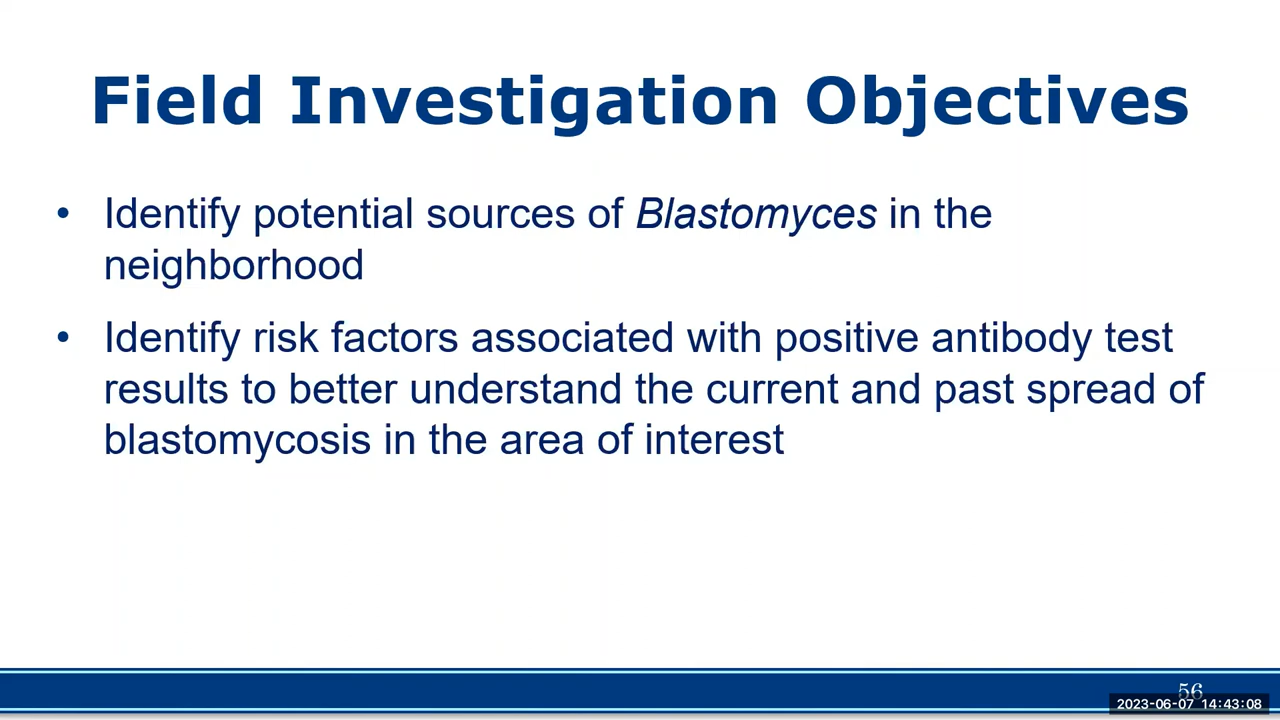 Field Investigation Objectives
• Identify potential sources of Blastomyces in the
neighborhood
• Identify risk factors associated with positive antibody test
results to better understand the current and past spread of
blastomycosis in the area of interest
56
2023-06-07 14:43:08